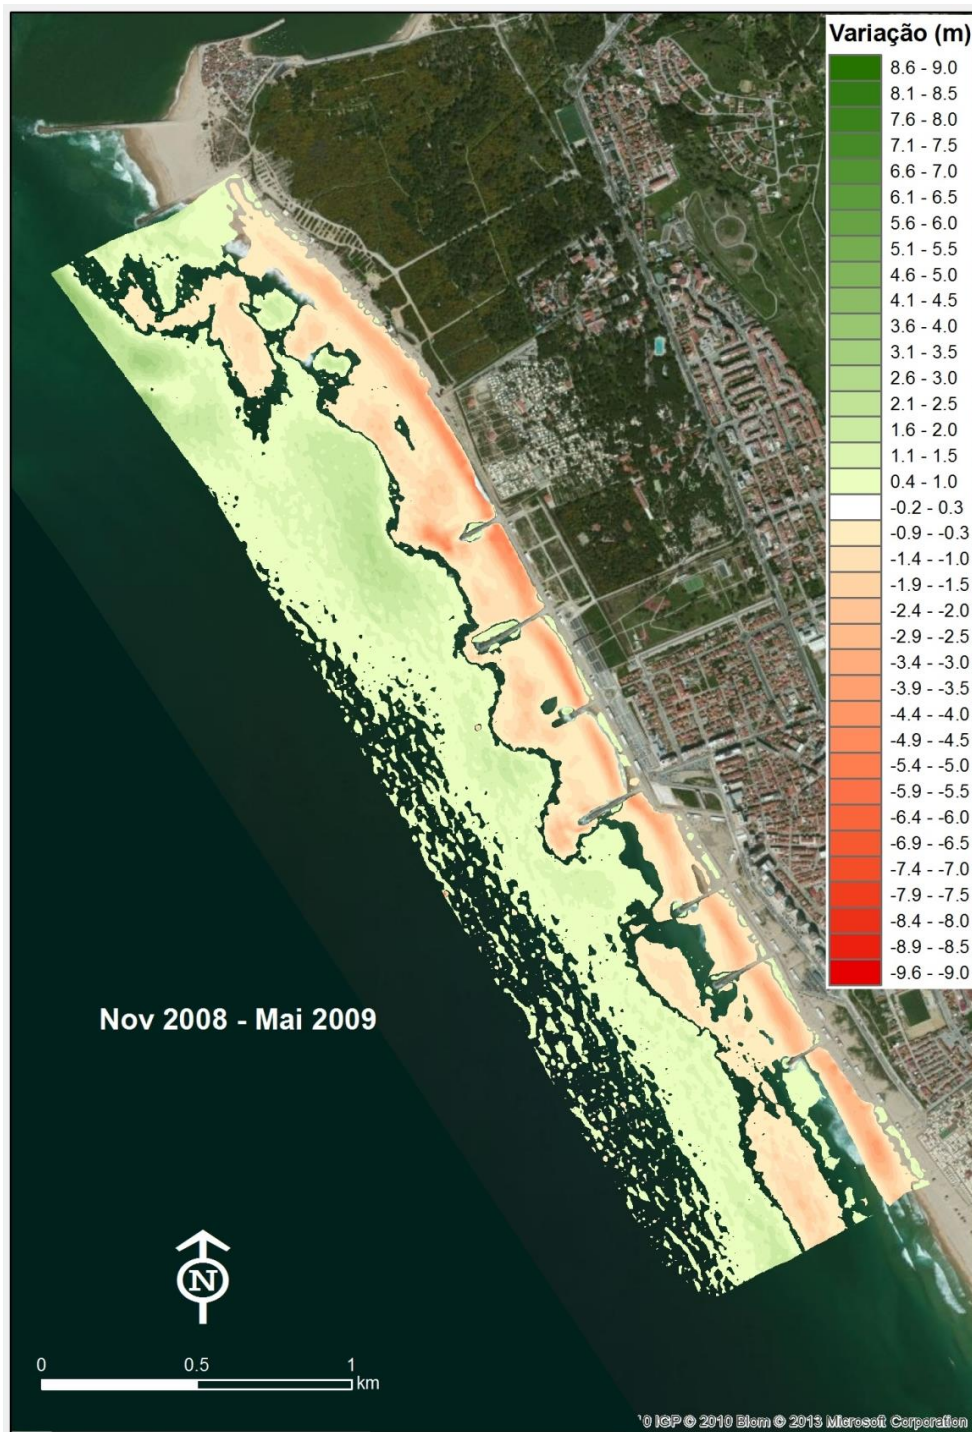 Variação (m)
8.6 - 9.0
8.1 - 8.5
7.6 - 8.0
7.1 - 7.5
6.6 - 7.0
6.1 - 6.5
5.6 - 6.0
5.1 - 5.5
4.6 - 5.0
4.1 - 4.5
3.6 - 4.0
3.1 - 3.5
2.6 - 3.0
2.1 - 2.5
1.6 - 2.0
1.1 - 1.5
0.4 - 1.0
-0.2 - 0.3
-0.9 - -0.3
-1.4 - -1.0
-1.9 - -1.5
-2.4 - -2.0
-2.9 - -2.5
-3.4 - -3.0
-3.9 - -3.5
-4.4 - -4.0
-4.9 - -4.5
-5.4 - -5.0
-5.9 - -5.5
-6.4 - -6.0
-6.9 - -6.5
-7.4 - -7.0
-7.9 - -7.5
-8.4 - -8.0
-8.9 - -8.5
-9.6 - -9.0
Nov 2008 - Mai 2009
N
0 0.5 1
km
0 IGP © 2010 Blom © 2013 Microsoft Corporation